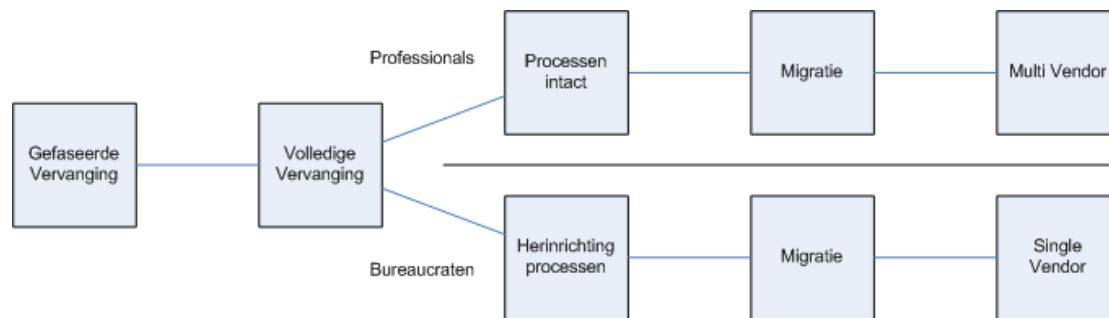 Professionals
Processen
intact
Migratie
Multi Vendor
Gefaseerde
Vervanging
Volledige
Vervanging
Bureaucraten
Herinrichting
processen
Migratie
Single
Vendor